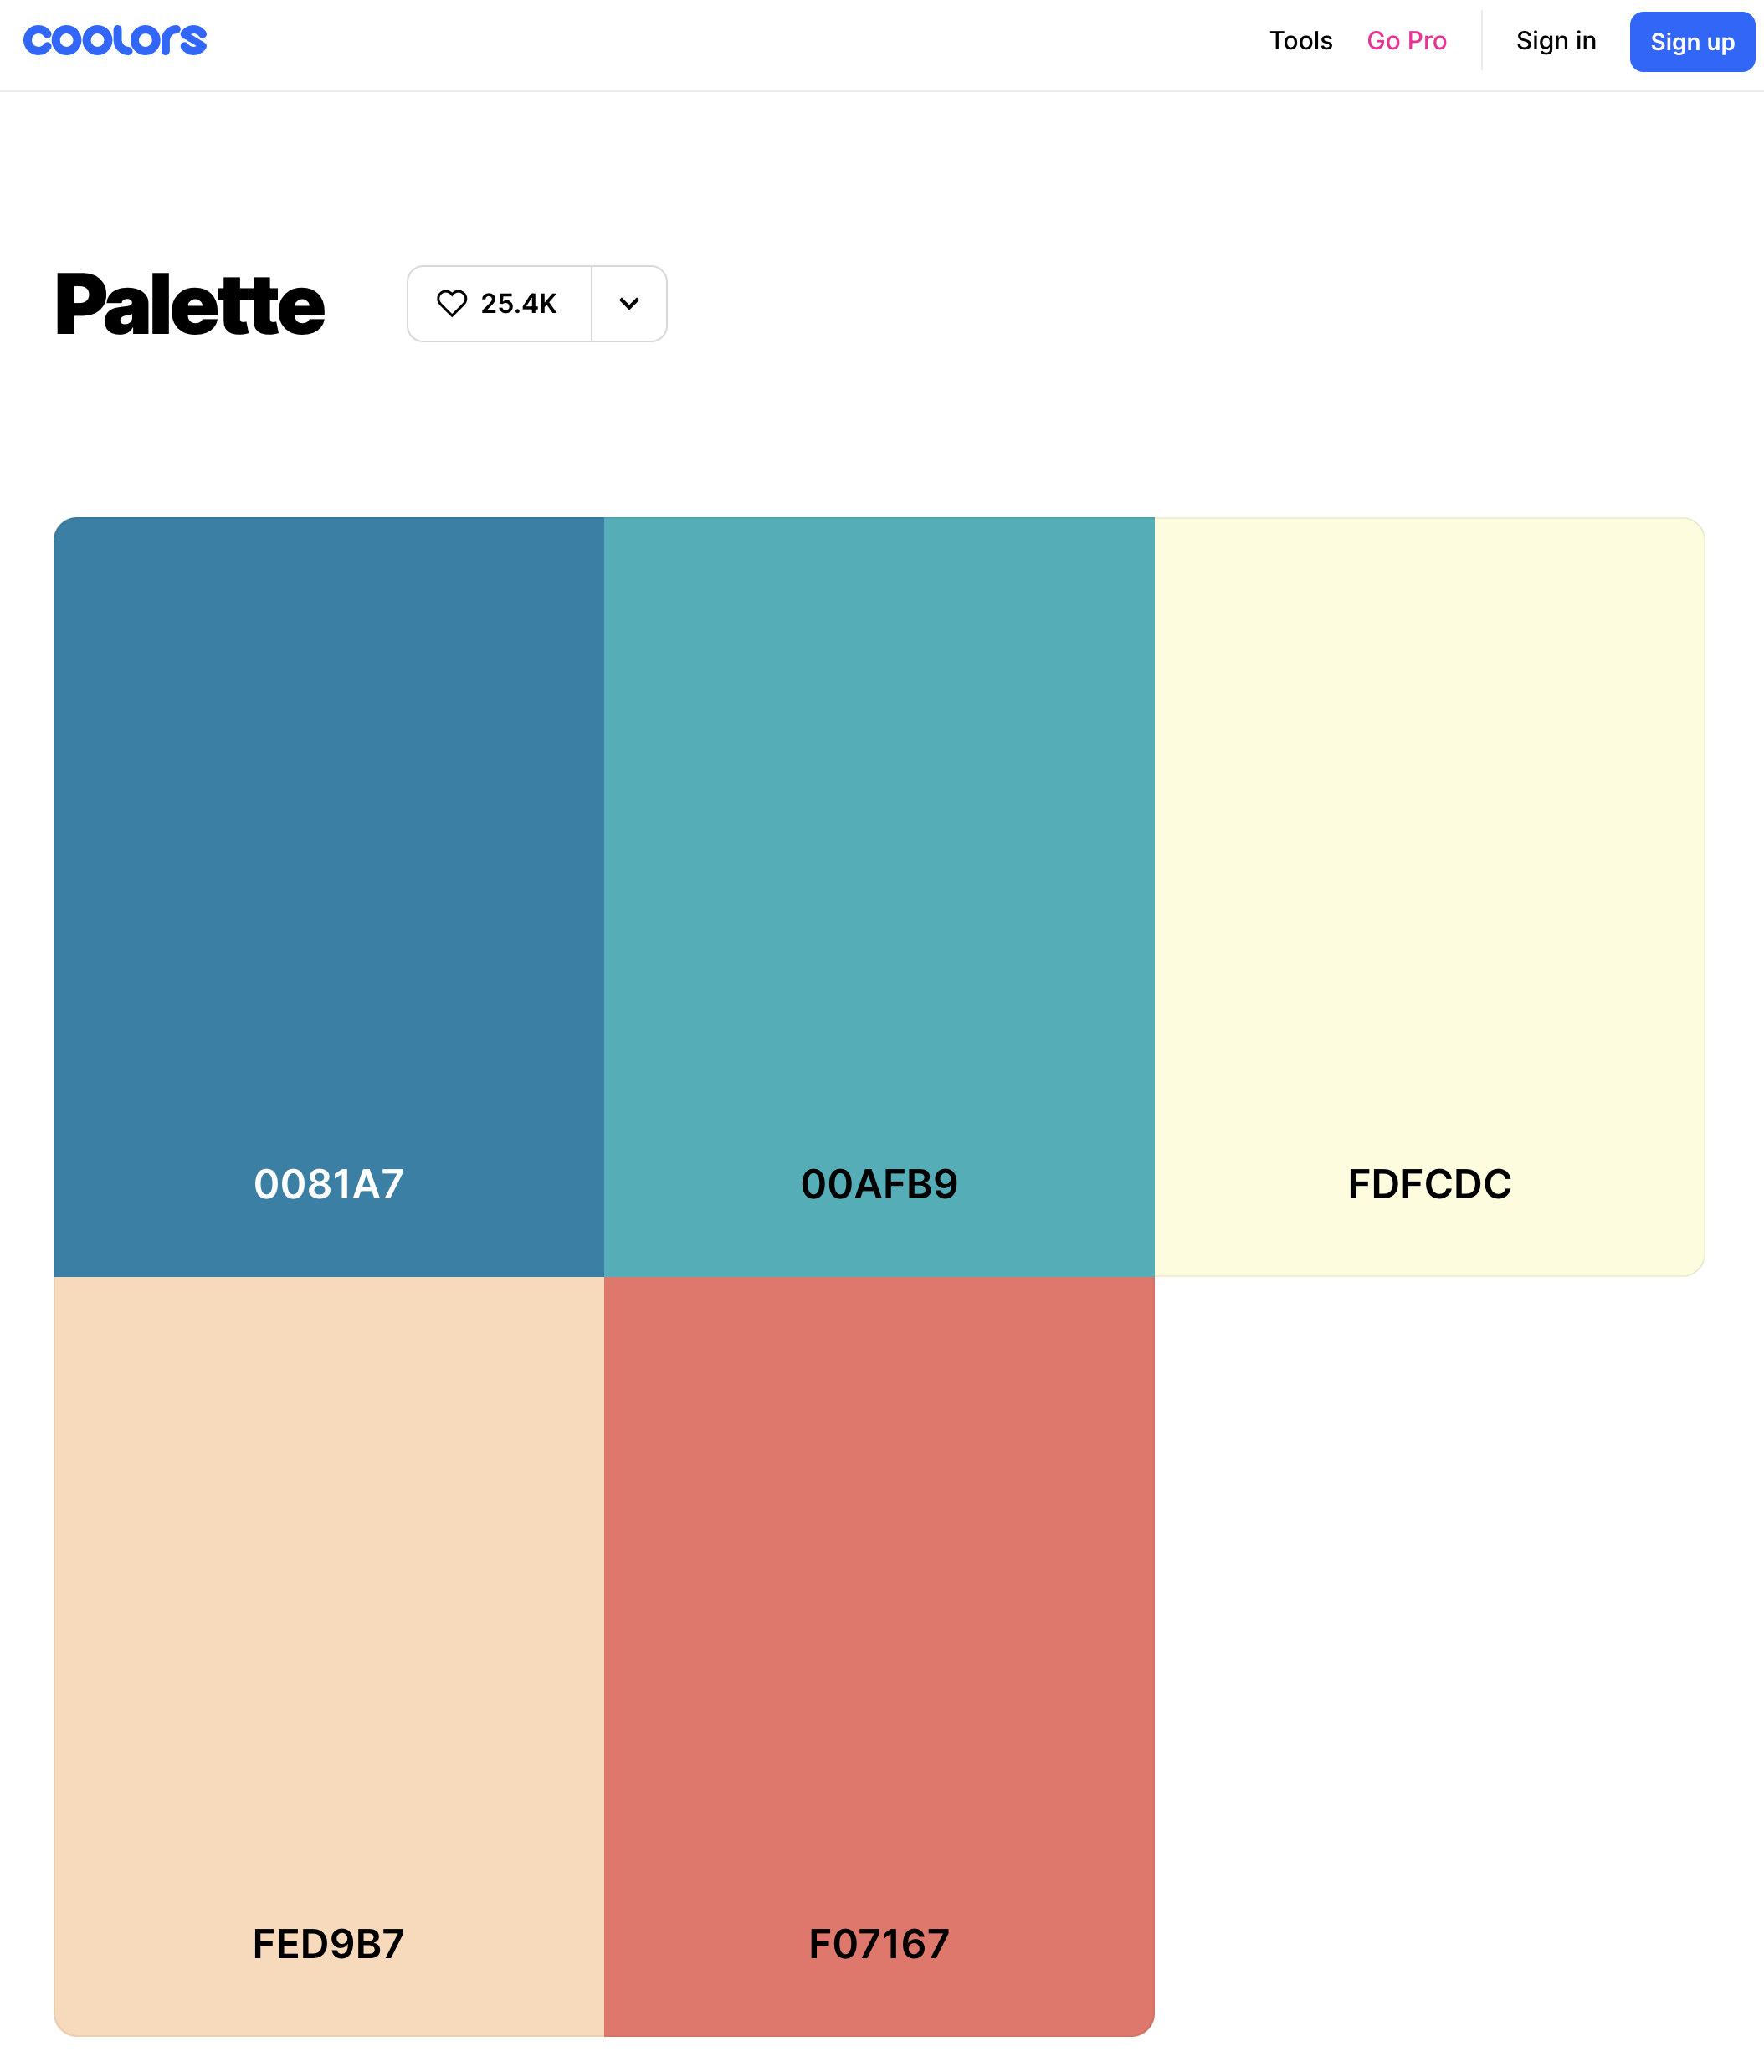 coolors
Tools Go Pro Sign in Sign up
Palette 25.4K
0081A7 00AFB9 FDFCDC
FED9B7 F07167